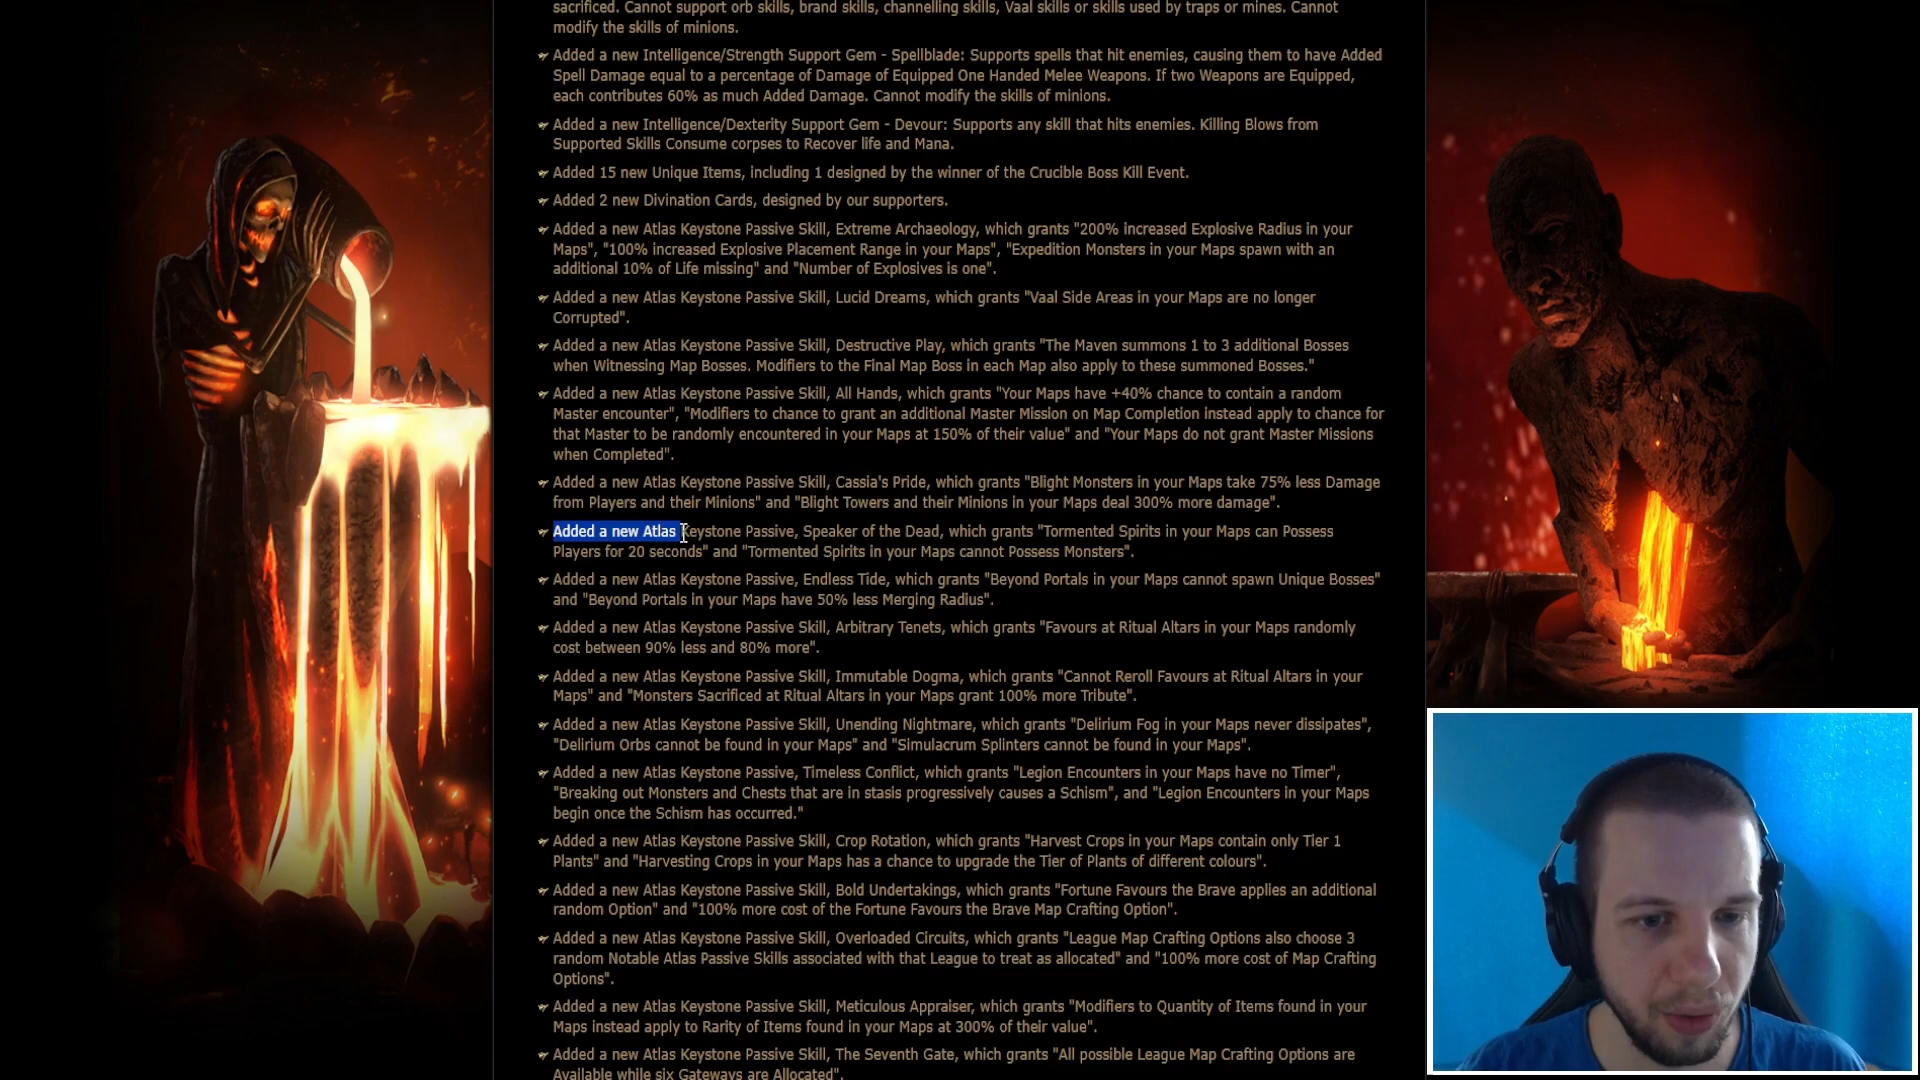 sacrificed. Cannot support orb skills, brand skills, channelling skills, Vaal skills or skills used by traps or mines. Cannot
modify the skills of minions.
Added a new Intelligence/Strength Support Gem - Spellblade: Supports spells that hit enemies, causing them to have Added
Spell Damage equal to a percentage of Damage of Equipped One Handed Melee Weapons. If two Weapons are Equipped,
each contributes 60% as much Added Damage. Cannot modify the skills of minions.
Added a new Intelligence/Dexterity Support Gem - Devour: Supports any skill that hits enemies. Killing Blows from
Supported Skills Consume corpses to Recover life and Mana.
Added 15 new Unique Items, including 1 designed by the winner of the Crucible Boss Kill Event.
Added 2 new Divination Cards, designed by our supporters.
Added a new Atlas Keystone Passive Skill, Extreme Archaeology, which grants "200% increased Explosive Radius in your
Maps", "100% increased Explosive Placement Range in your Maps", "Expedition Monsters in your Maps spawn with an
additional 10% of Life missing" and "Number of Explosives is one".
Added a new Atlas Keystone Passive Skill, Lucid Dreams, which grants "Vaal Side Areas in your Maps are no longer
Corrupted".
Added a new Atlas Keystone Passive Skill, Destructive Play, which grants "The Maven summons 1 to 3 additional Bosses
when Witnessing Map Bosses. Modifiers to the Final Map Boss in each Map also apply to these summoned Bosses."
Added a new Atlas Keystone Passive Skill, All Hands, which grants "Your Maps have +40% chance to contain a random
Master encounter", "Modifiers to chance to grant an additional Master Mission on Map Completion instead apply to chance for
that Master to be randomly encountered in your Maps at 150% of their value" and "Your Maps do not grant Master Missions
when Completed".
Added a new Atlas Keystone Passive Skill, Cassia's Pride, which grants "Blight Monsters in your Maps take 75% less Damage
from Players and their Minions" and "Blight Towers and their Minions in your Maps deal 300% more damage".
Added a new Atlas Keystone Passive, Speaker of the Dead, which grants "Tormented Spirits in your Maps can Possess
Players for 20 seconds" and "Tormented Spirits in your Maps cannot Possess Monsters".
Added a new Atlas Keystone Passive, Endless Tide, which grants "Beyond Portals in your Maps cannot spawn Unique Bosses"
and "Beyond Portals in your Maps have 50% less Merging Radius".
Added a new Atlas Keystone Passive Skill, Arbitrary Tenets, which grants "Favours at Ritual Altars in your Maps randomly
cost between 90% less and 80% more".
Added a new Atlas Keystone Passive Skill, Immutable Dogma, which grants "Cannot Reroll Favours at Ritual Altars in your
Maps" and "Monsters Sacrificed at Ritual Altars in your Maps grant 100% more Tribute".
Added a new Atlas Keystone Passive Skill, Unending Nightmare, which grants "Delirium Fog in your Maps never dissipates",
"Delirium Orbs cannot be found in your Maps" and "Simulacrum Splinters cannot be found in your Maps".
Added a new Atlas Keystone Passive, Timeless Conflict, which grants "Legion Encounters in your Maps have no Timer",
"Breaking out Monsters and Chests that are in stasis progressively causes a Schism", and "Legion Encounters in your Maps
begin once the Schism has occurred."
Added a new Atlas Keystone Passive Skill, Crop Rotation, which grants "Harvest Crops in your Maps contain only Tier 1
Plants" and "Harvesting Crops in your Maps has a chance to upgrade the Tier of Plants of different colours".
Added a new Atlas Keystone Passive Skill, Bold Undertakings, which grants "Fortune Favours the Brave applies an additional
random Option" and "100% more cost of the Fortune Favours the Brave Map Crafting Option".
Added a new Atlas Keystone Passive Skill, Overloaded Circuits, which grants "League Map Crafting Options also choose 3
random Notable Atlas Passive Skills associated with that League to treat as allocated" and "100% more cost of Map Crafting
Options".
Added a new Atlas Keystone Passive Skill, Meticulous Appraiser, which grants "Modifiers to Quantity of Items found in your
Maps instead apply to Rarity of Items found in your Maps at 300% of their value".
Added a new Atlas Keystone Passive Skill, The Seventh Gate, which grants "All possible League Map Crafting Options are
Available while six Gateways are Allocated".